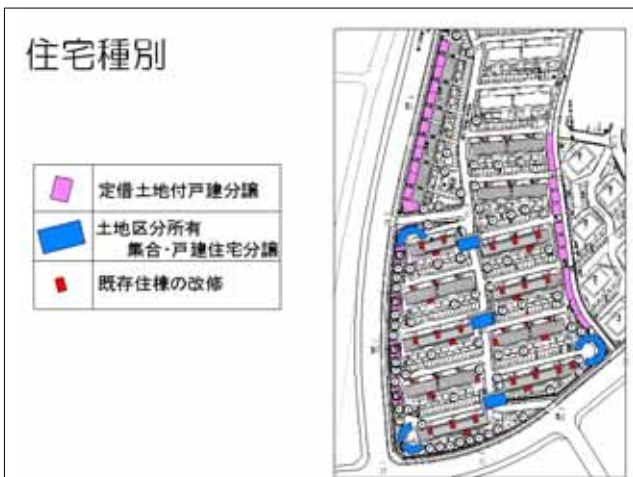 住宅種別
定借土地付戸建分譲
土地区分所有
集合・戸建住宅分譲
既存住棟の改修